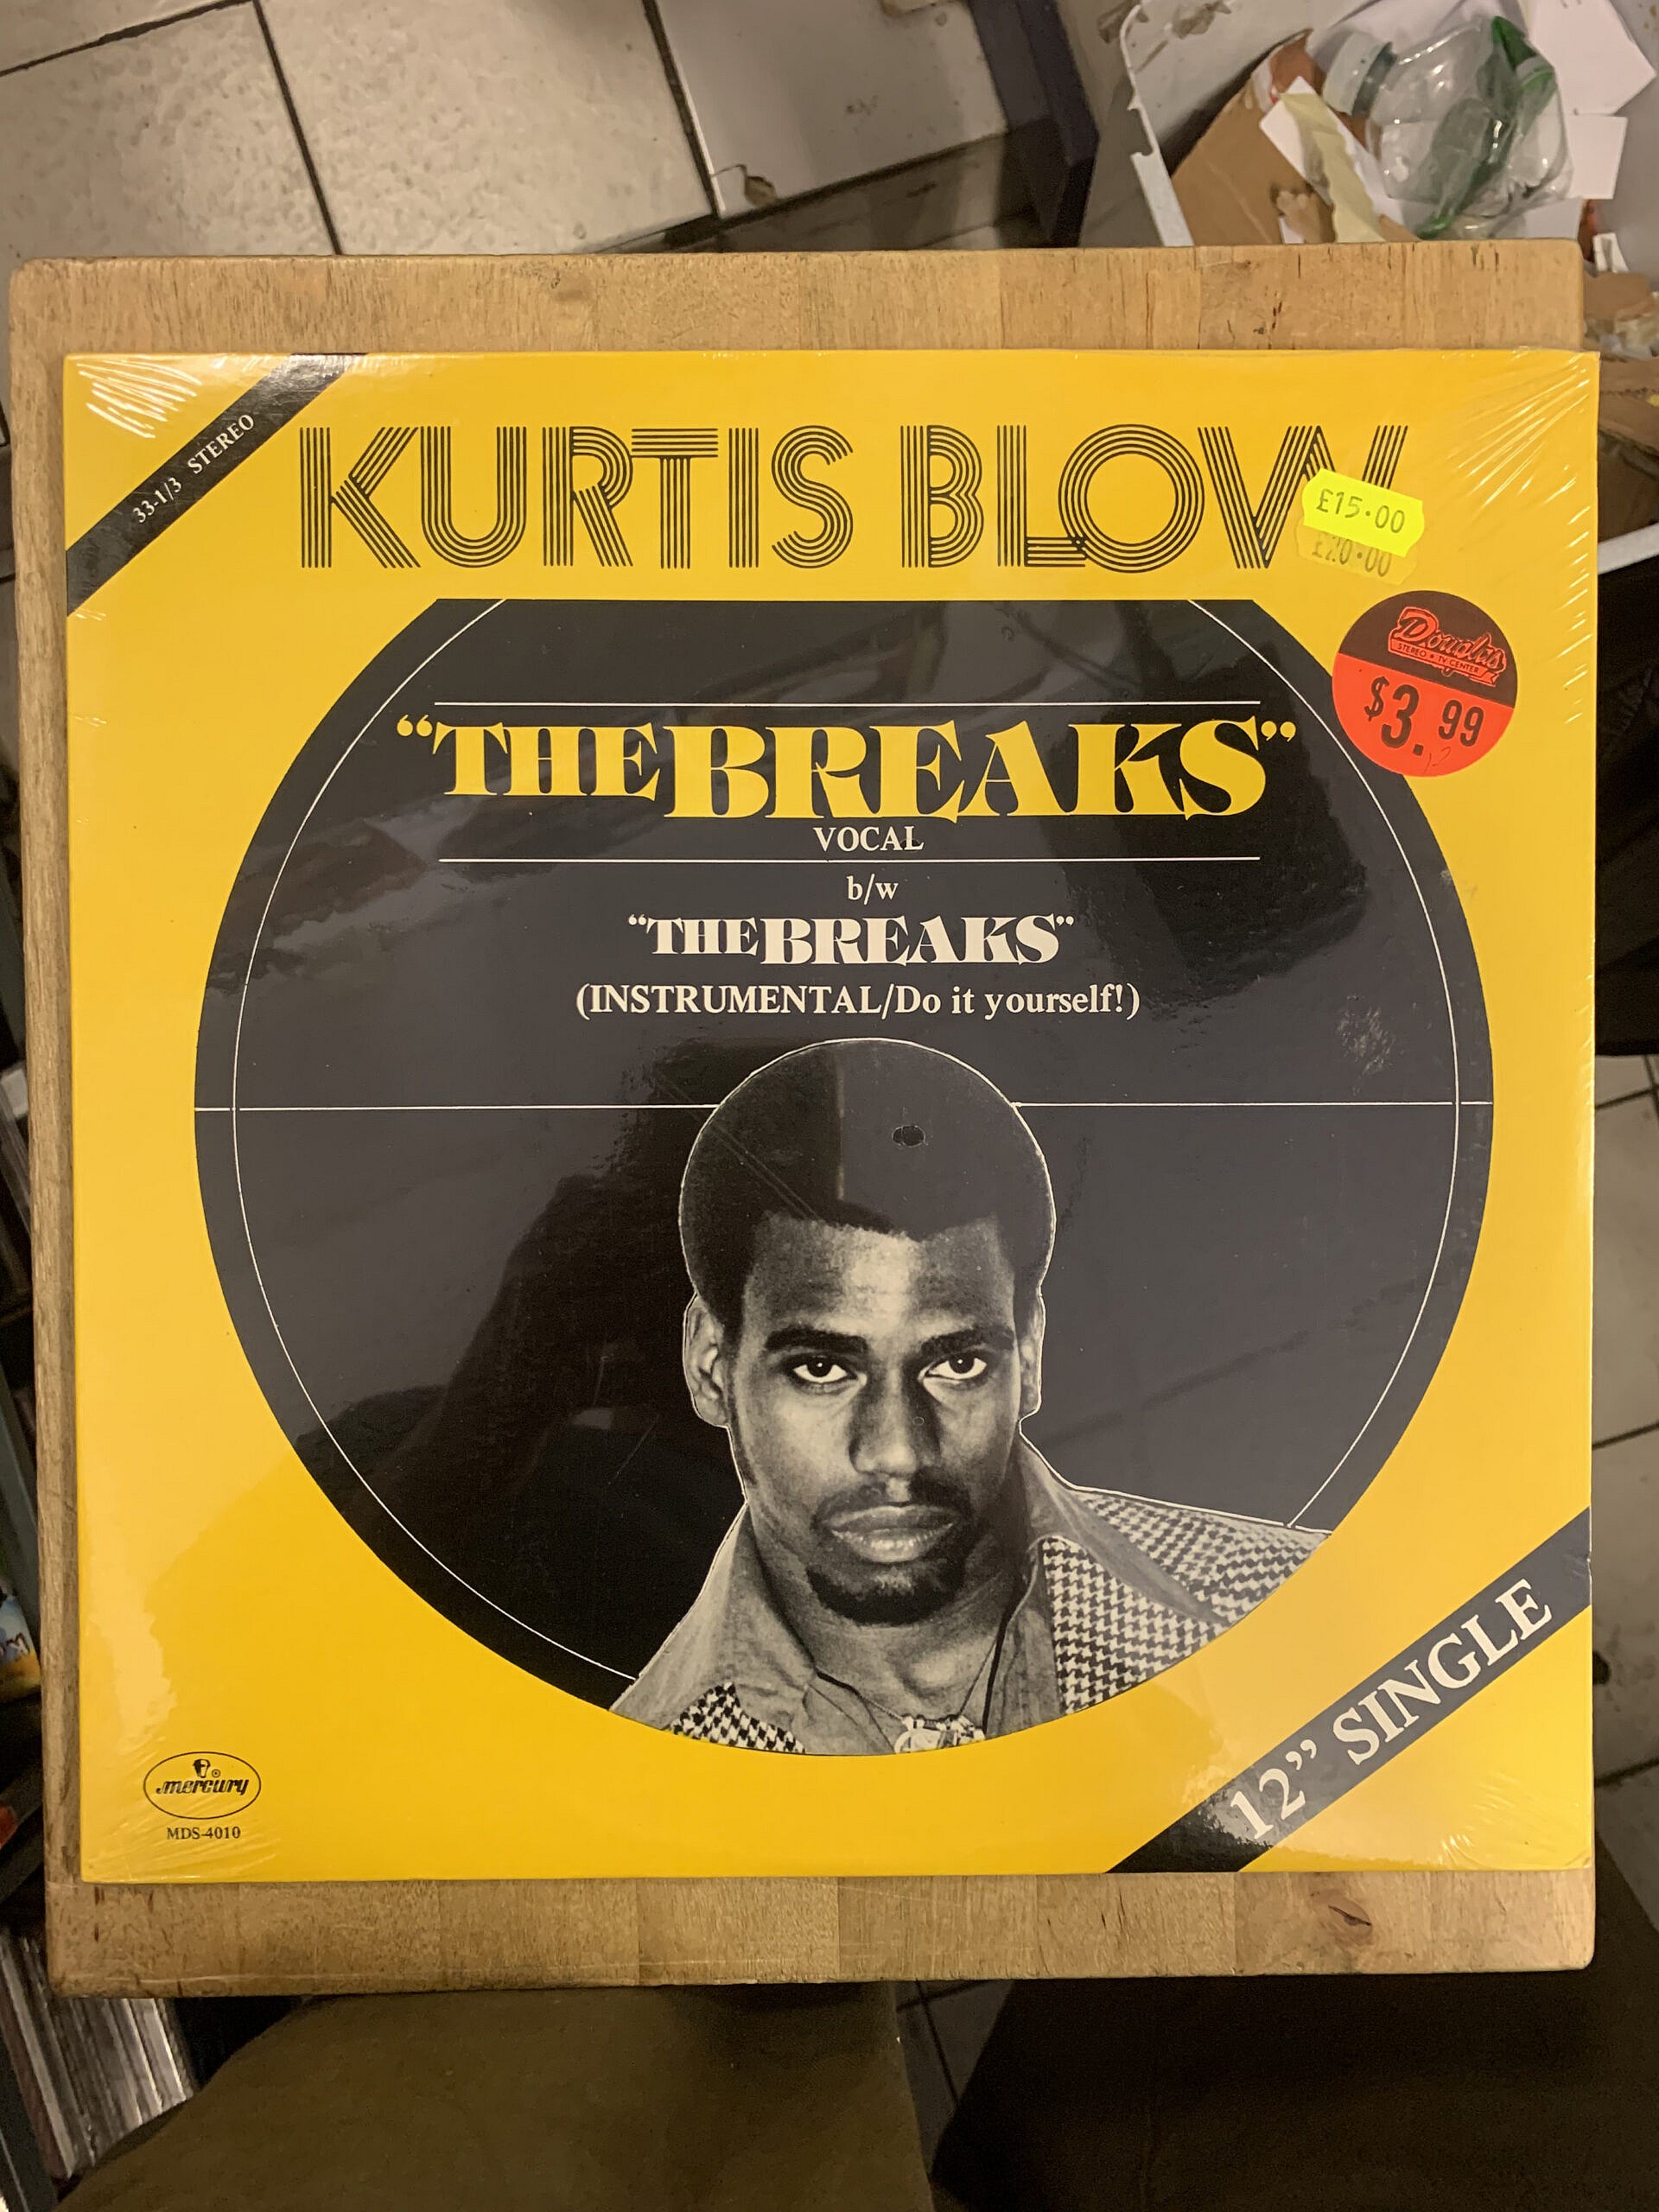 33-1/3 STEREO
KURTIS BLOW
£15.00
£20.00
Douglas
STEREO • TV CENTER
$3.99
"THE BREAKS"
VOCAL
b/w
"THE BREAKS"
(INSTRUMENTAL/Do it yourself!)
12" SINGLE
mercury
MDS-4010